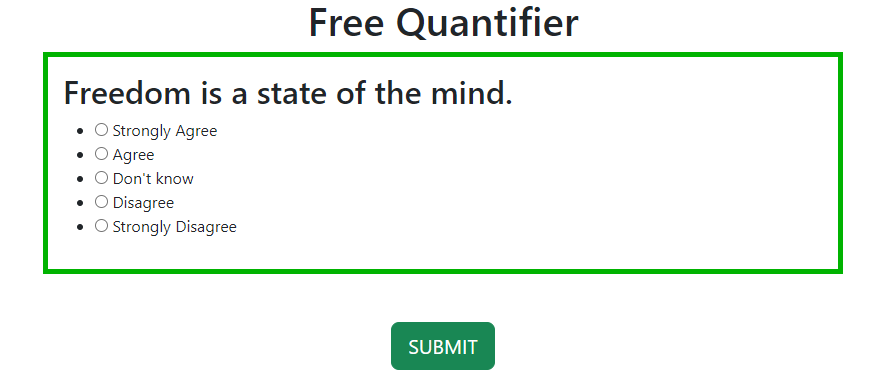 Free Quantifier
Freedom is a state of the mind.
Strongly Agree
Agree
Don't know
Disagree
Strongly Disagree
SUBMIT